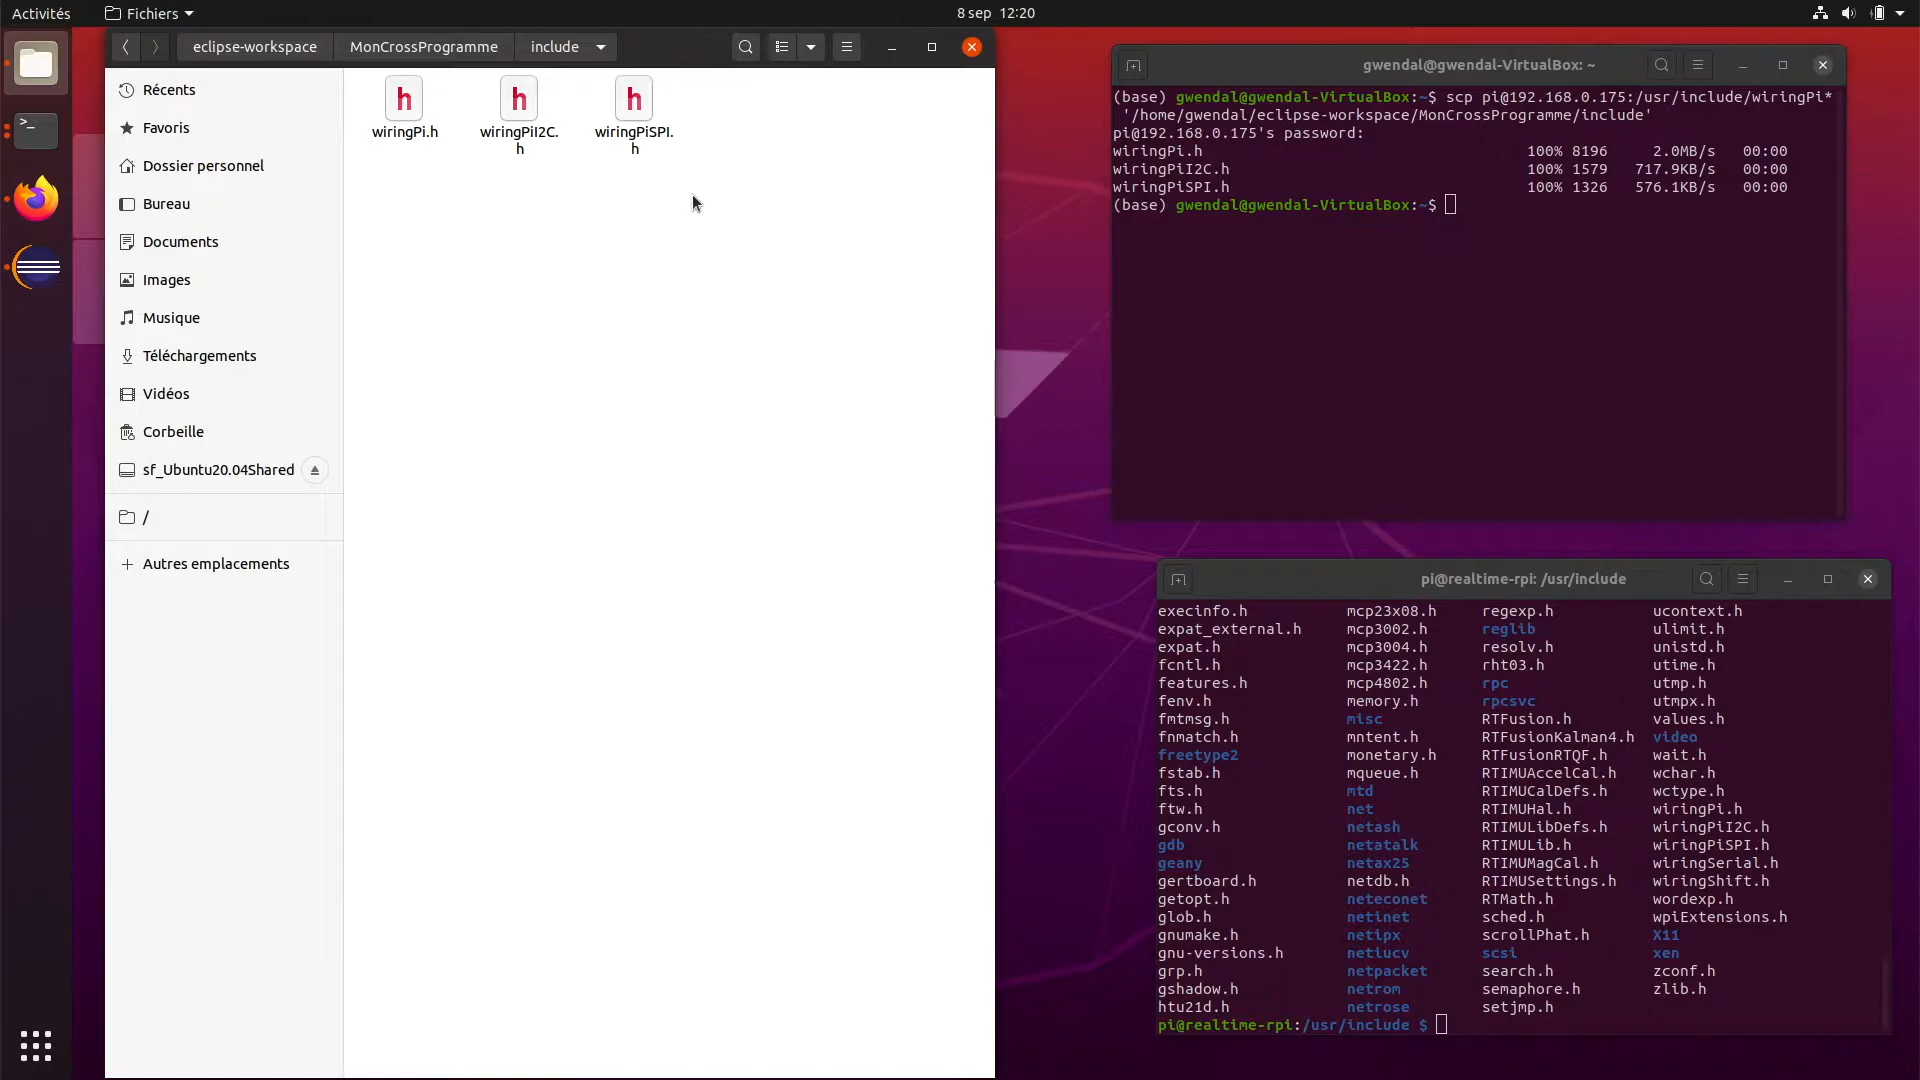 Activités
Fichiers
8 sep 12:20
eclipse-workspace
MonCrossProgramme
include
Récents
Favoris
Dossier personnel
Bureau
Documents
Images
Musique
Téléchargements
Vidéos
Corbeille
sf_Ubuntu20.04Shared
/
+ Autres emplacements
h
h
h
wiringPi.h
wiringPiI2C.
h
wiringPiSPI.
h
gwendal@gwendal-VirtualBox: ~
(base) gwendal@gwendal-VirtualBox:~$ scp pi@192.168.0.175:/usr/include/wiringPi*
'/home/gwendal/eclipse-workspace/MonCrossProgramme/include'
pi@192.168.0.175's password:
wiringPi.h 100% 8196 2.0MB/s 00:00
wiringPiI2C.h 100% 1579 717.9KB/s 00:00
wiringPiSPI.h 100% 1326 576.1KB/s 00:00
(base) gwendal@gwendal-VirtualBox:~$
pi@realtime-rpi: /usr/include
execinfo.h mcp23x08.h regexp.h ucontext.h
expat_external.h mcp3002.h reglib ulimit.h
expat.h mcp3004.h resolv.h unistd.h
fcntl.h mcp3422.h rht03.h utime.h
features.h mcp4802.h rpc utmp.h
fenv.h memory.h rpcsvc utmpx.h
fmtmsg.h misc RTFusion.h values.h
fnmatch.h mntent.h RTFusionKalman4.h video
freetype2 monetary.h RTFusionRTQF.h wait.h
fstab.h mqueue.h RTIMUAccelCal.h wchar.h
fts.h mtd RTIMUCalDefs.h wctype.h
ftw.h net RTIMUHal.h wiringPi.h
gconv.h netash RTIMULibDefs.h wiringPiI2C.h
gdb netatalk RTIMULib.h wiringPiSPI.h
geany netax25 RTIMUMagCal.h wiringSerial.h
gertboard.h netdb.h RTIMUSettings.h wiringShift.h
getopt.h neteconet RTMath.h wordexp.h
glob.h netinet sched.h wpiExtensions.h
gnumake.h netipx scrollPhat.h X11
gnu-versions.h netiucv scsi xen
grp.h netpacket search.h zconf.h
gshadow.h netrom semaphore.h zlib.h
htu21d.h netrose setjmp.h
pi@realtime-rpi:/usr/include $